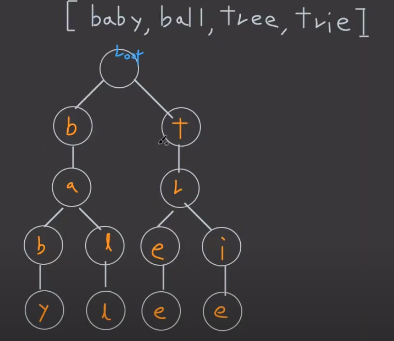 [ baby, ball, tree, trie ]
Root
b t
a r
b l e i
y l e e